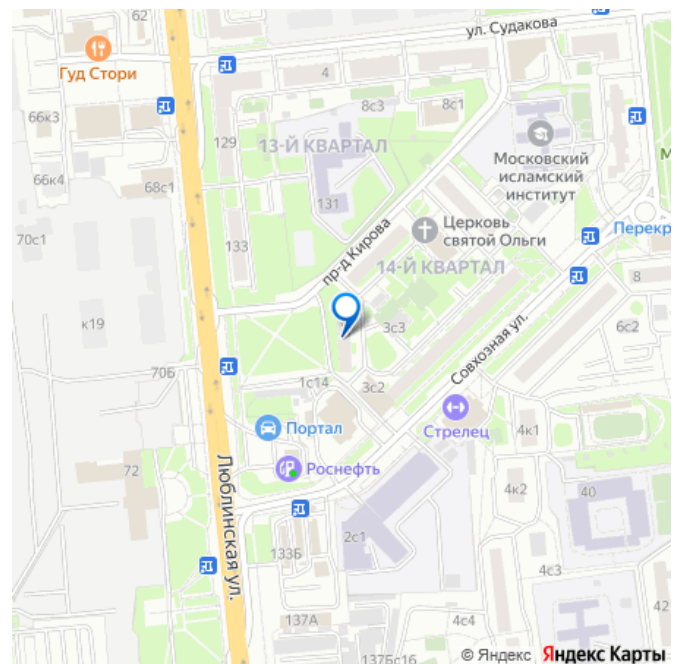 62
ул. Судакова
Гуд Стори
4
8с3
8с1
66к3
129
13-Й КВАРТАЛ
Московский
исламский
институт
М
66к4
68с1
131
Церковь
святой Ольги
Перекр
70с1
133
пр-д Кирова
14-Й КВАРТАЛ
8
к19
3с3
6с2
Совхозная ул.
70Б
1с14
3с2
Портал
Стрелец
4к1
Роснефть
72
Люблинская ул.
4к2
40
2с1
133Б
4с3
42
137А
4с4
137Бс16
© Яндекс Яндекс Карты